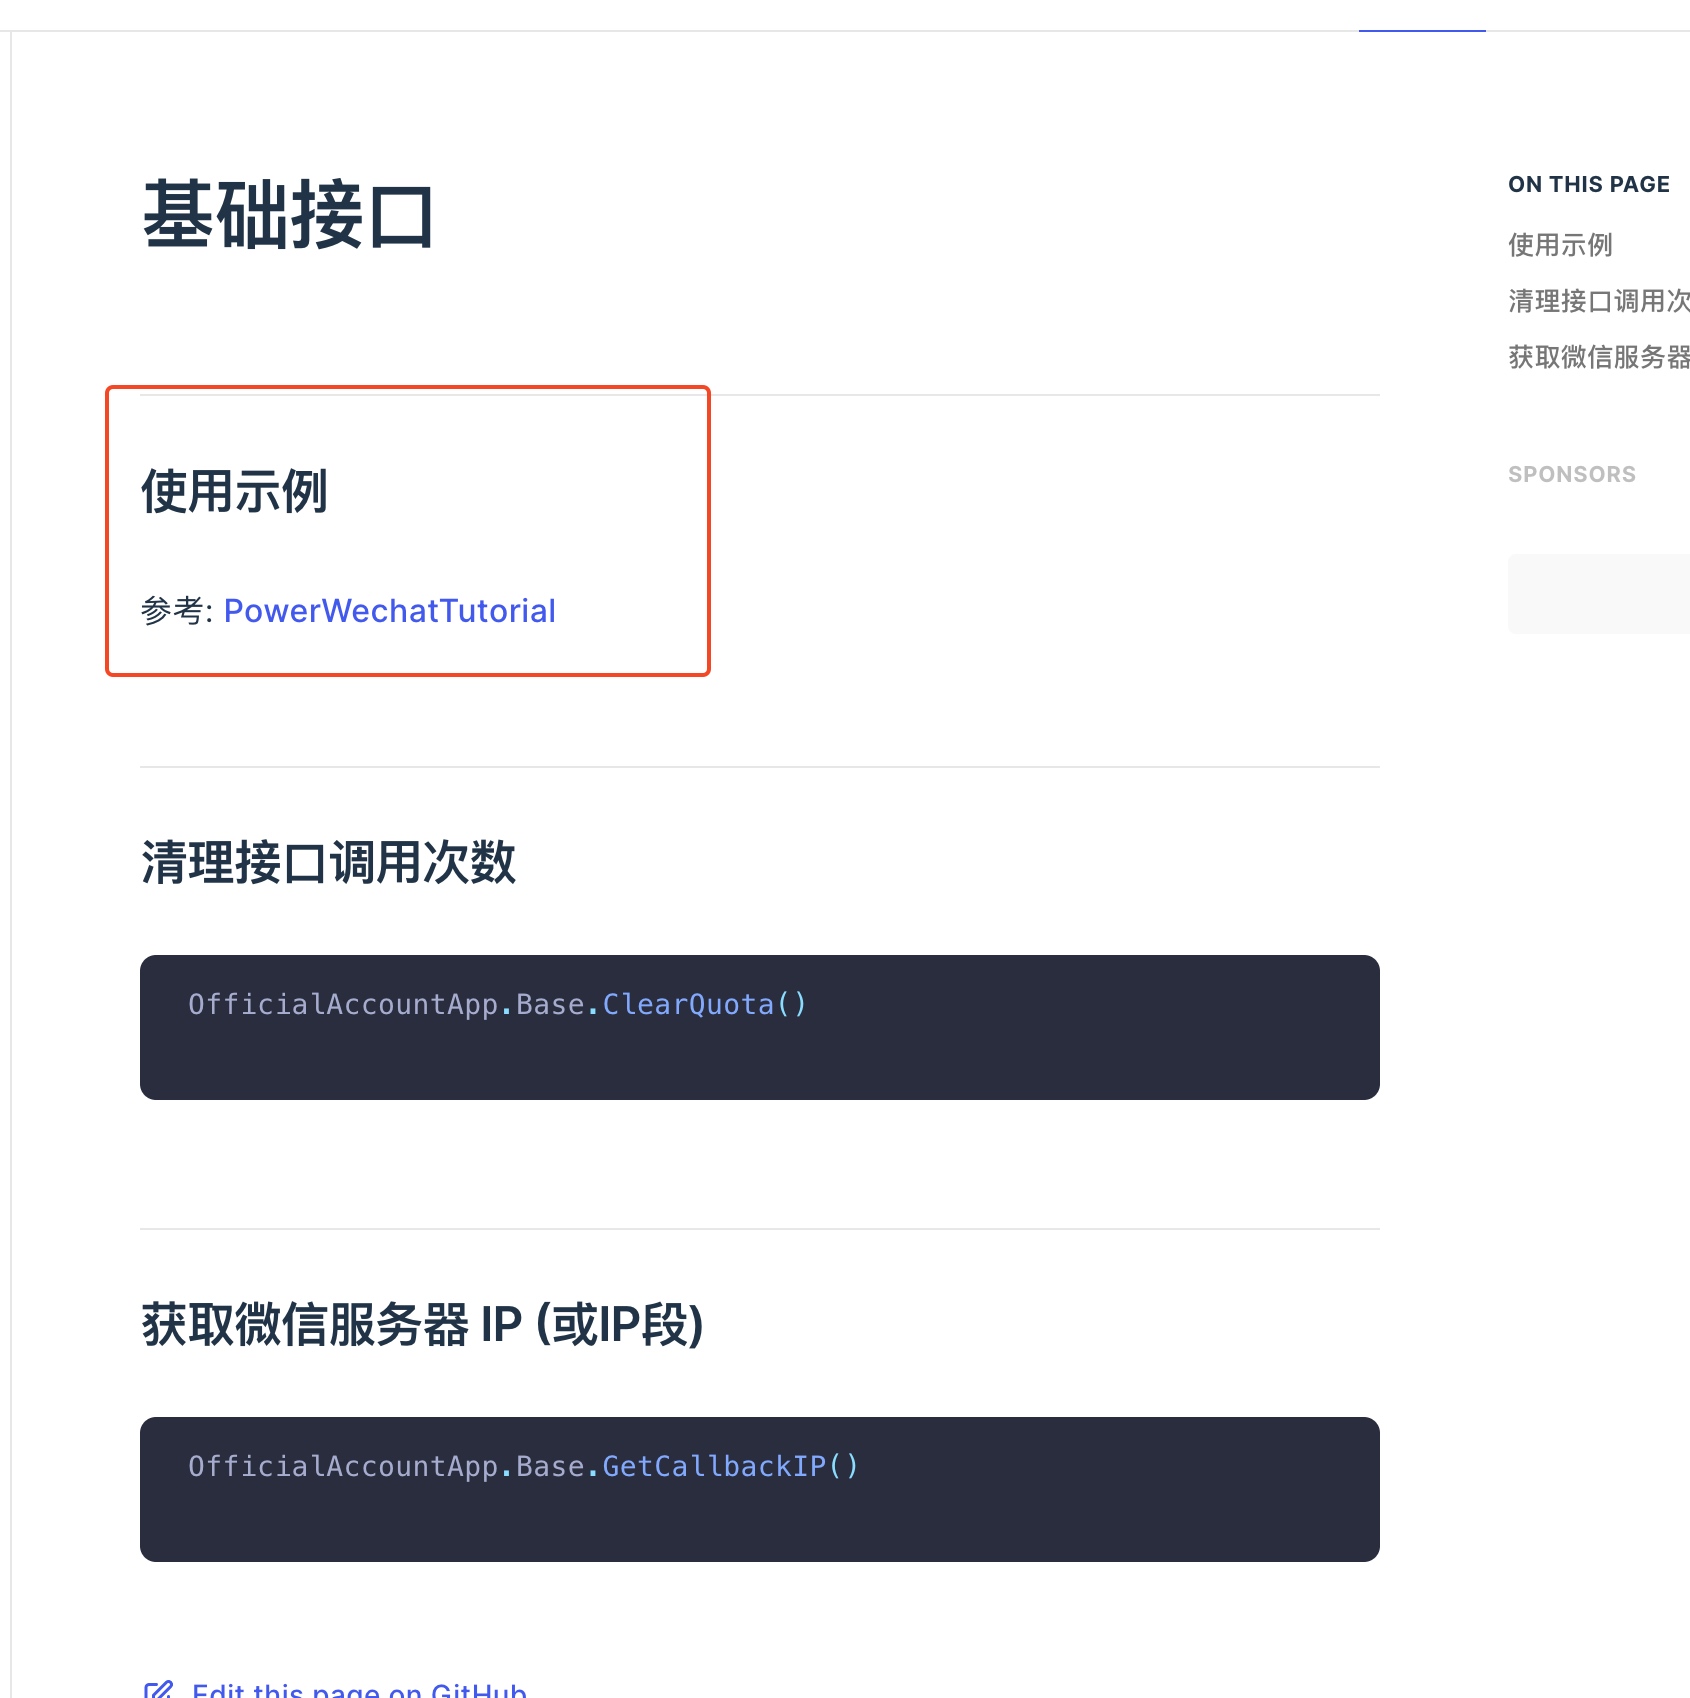 基础接口
使用示例
参考: PowerWechatTutorial
清理接口调用次数
OfficialAccountApp.Base.ClearQuota()
获取微信服务器 IP (或IP段)
OfficialAccountApp.Base.GetCallbackIP()
Edit this page on GitHub
ON THIS PAGE
使用示例
清理接口调用次
获取微信服务器
SPONSORS